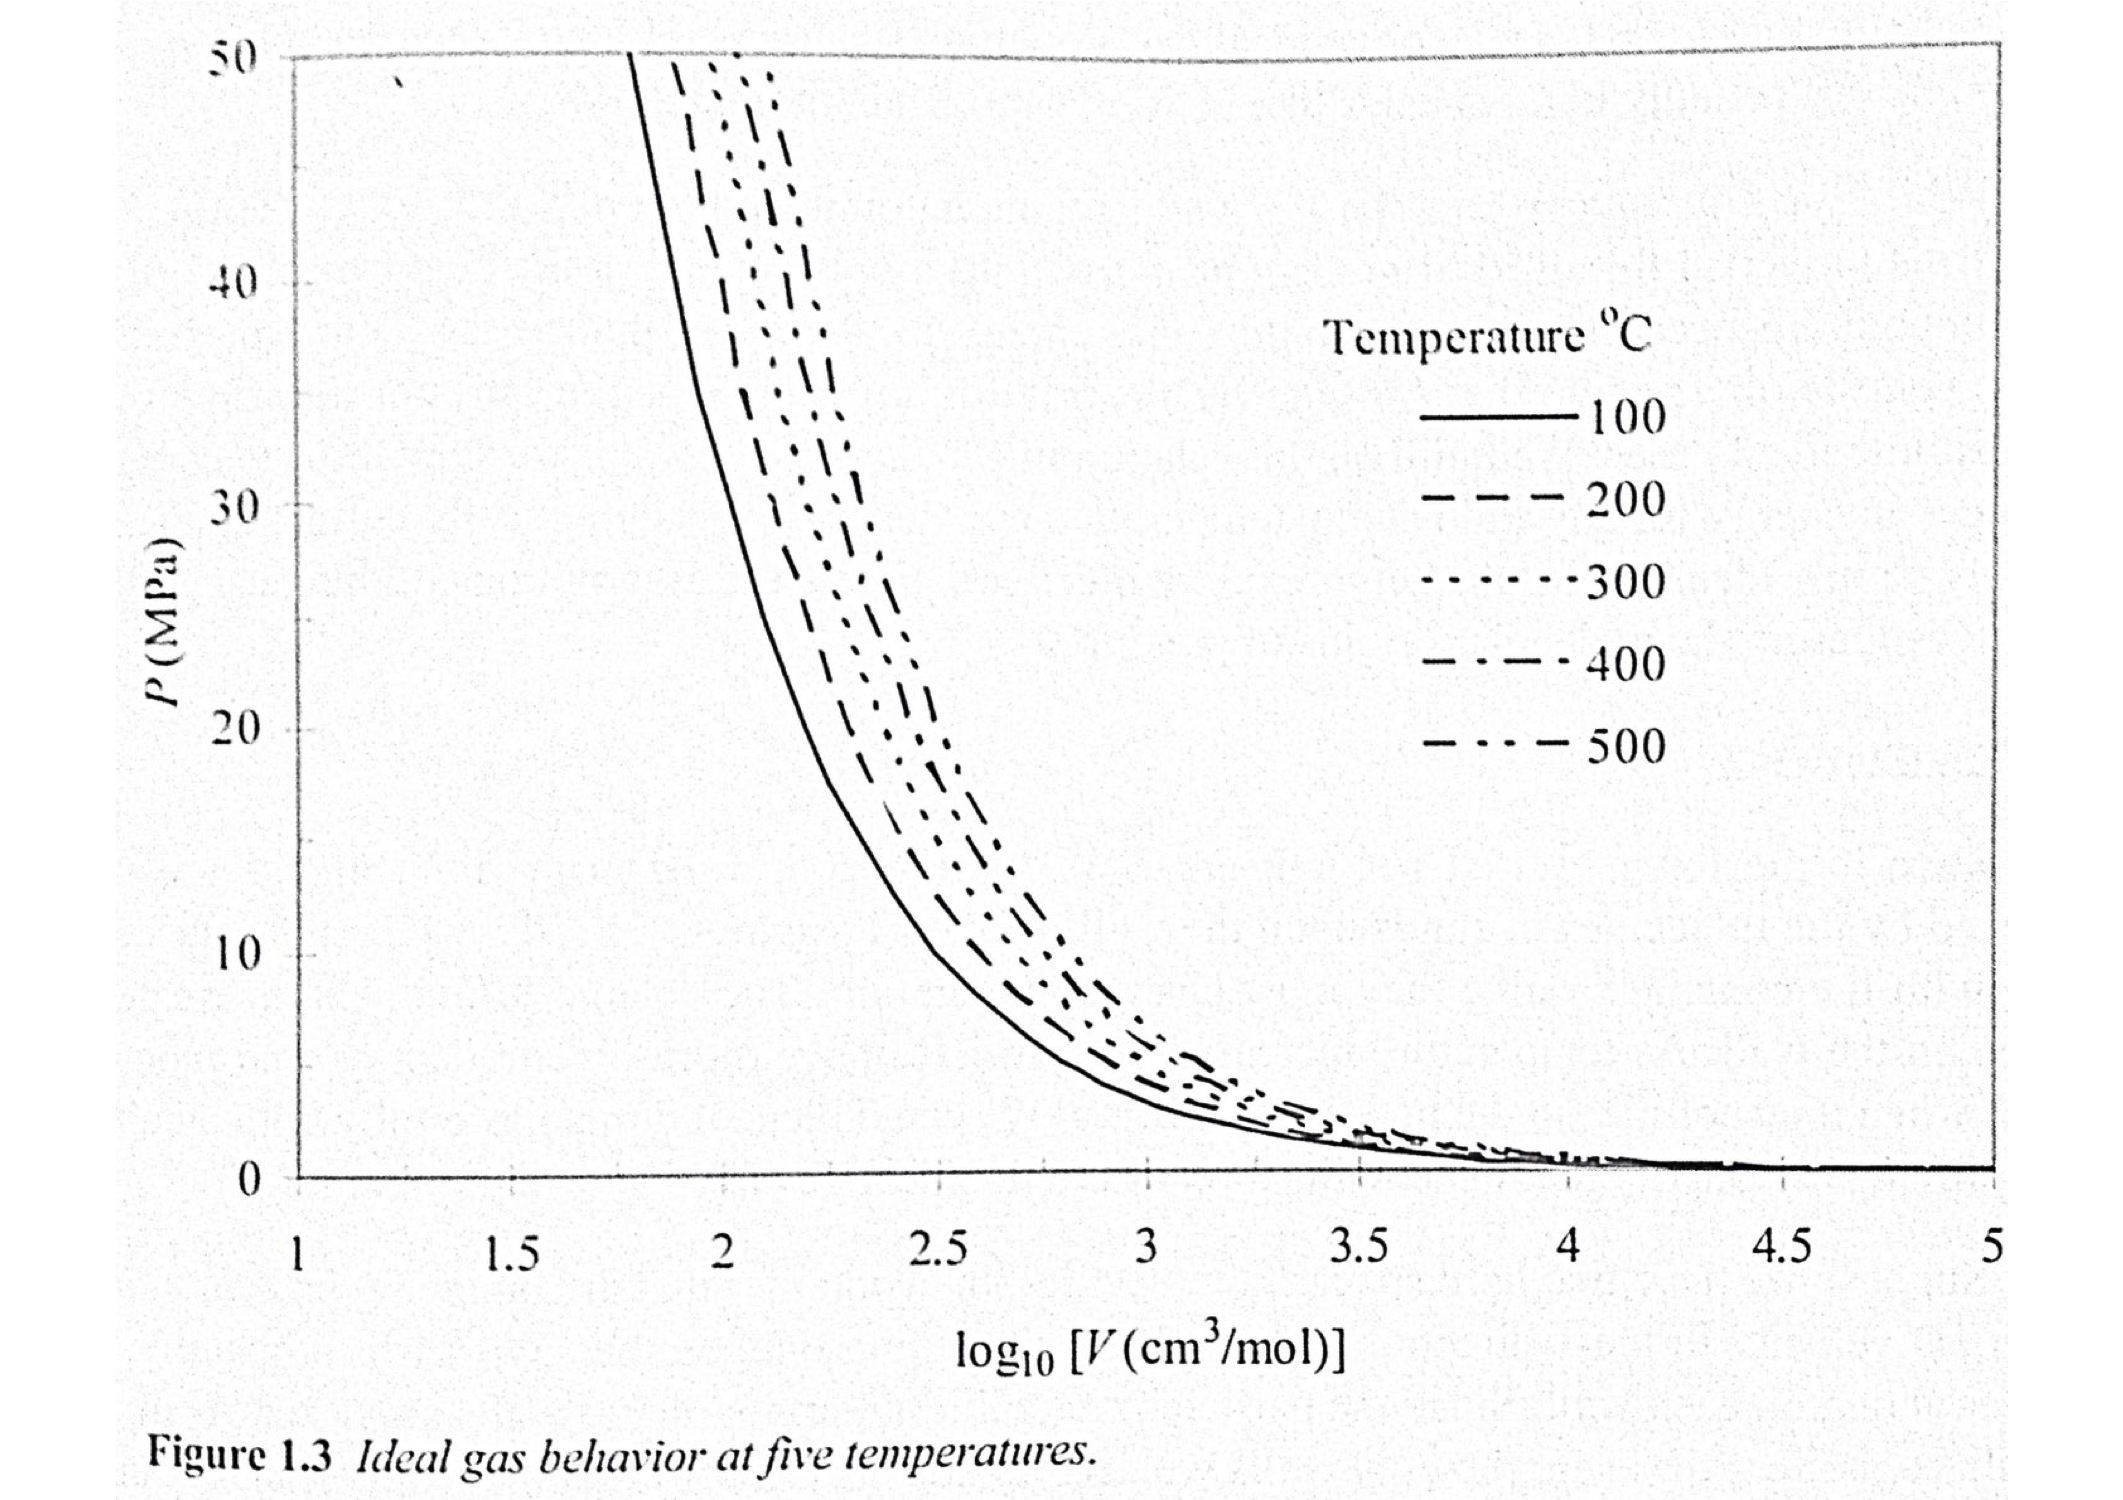 50
40
30
20
10
0
P (MPa)
Temperature °C
100
200
300
400
500
1 1.5 2 2.5 3 3.5 4 4.5 5
log₁₀ [V (cm³/mol)]
Figure 1.3 Ideal gas behavior at five temperatures.